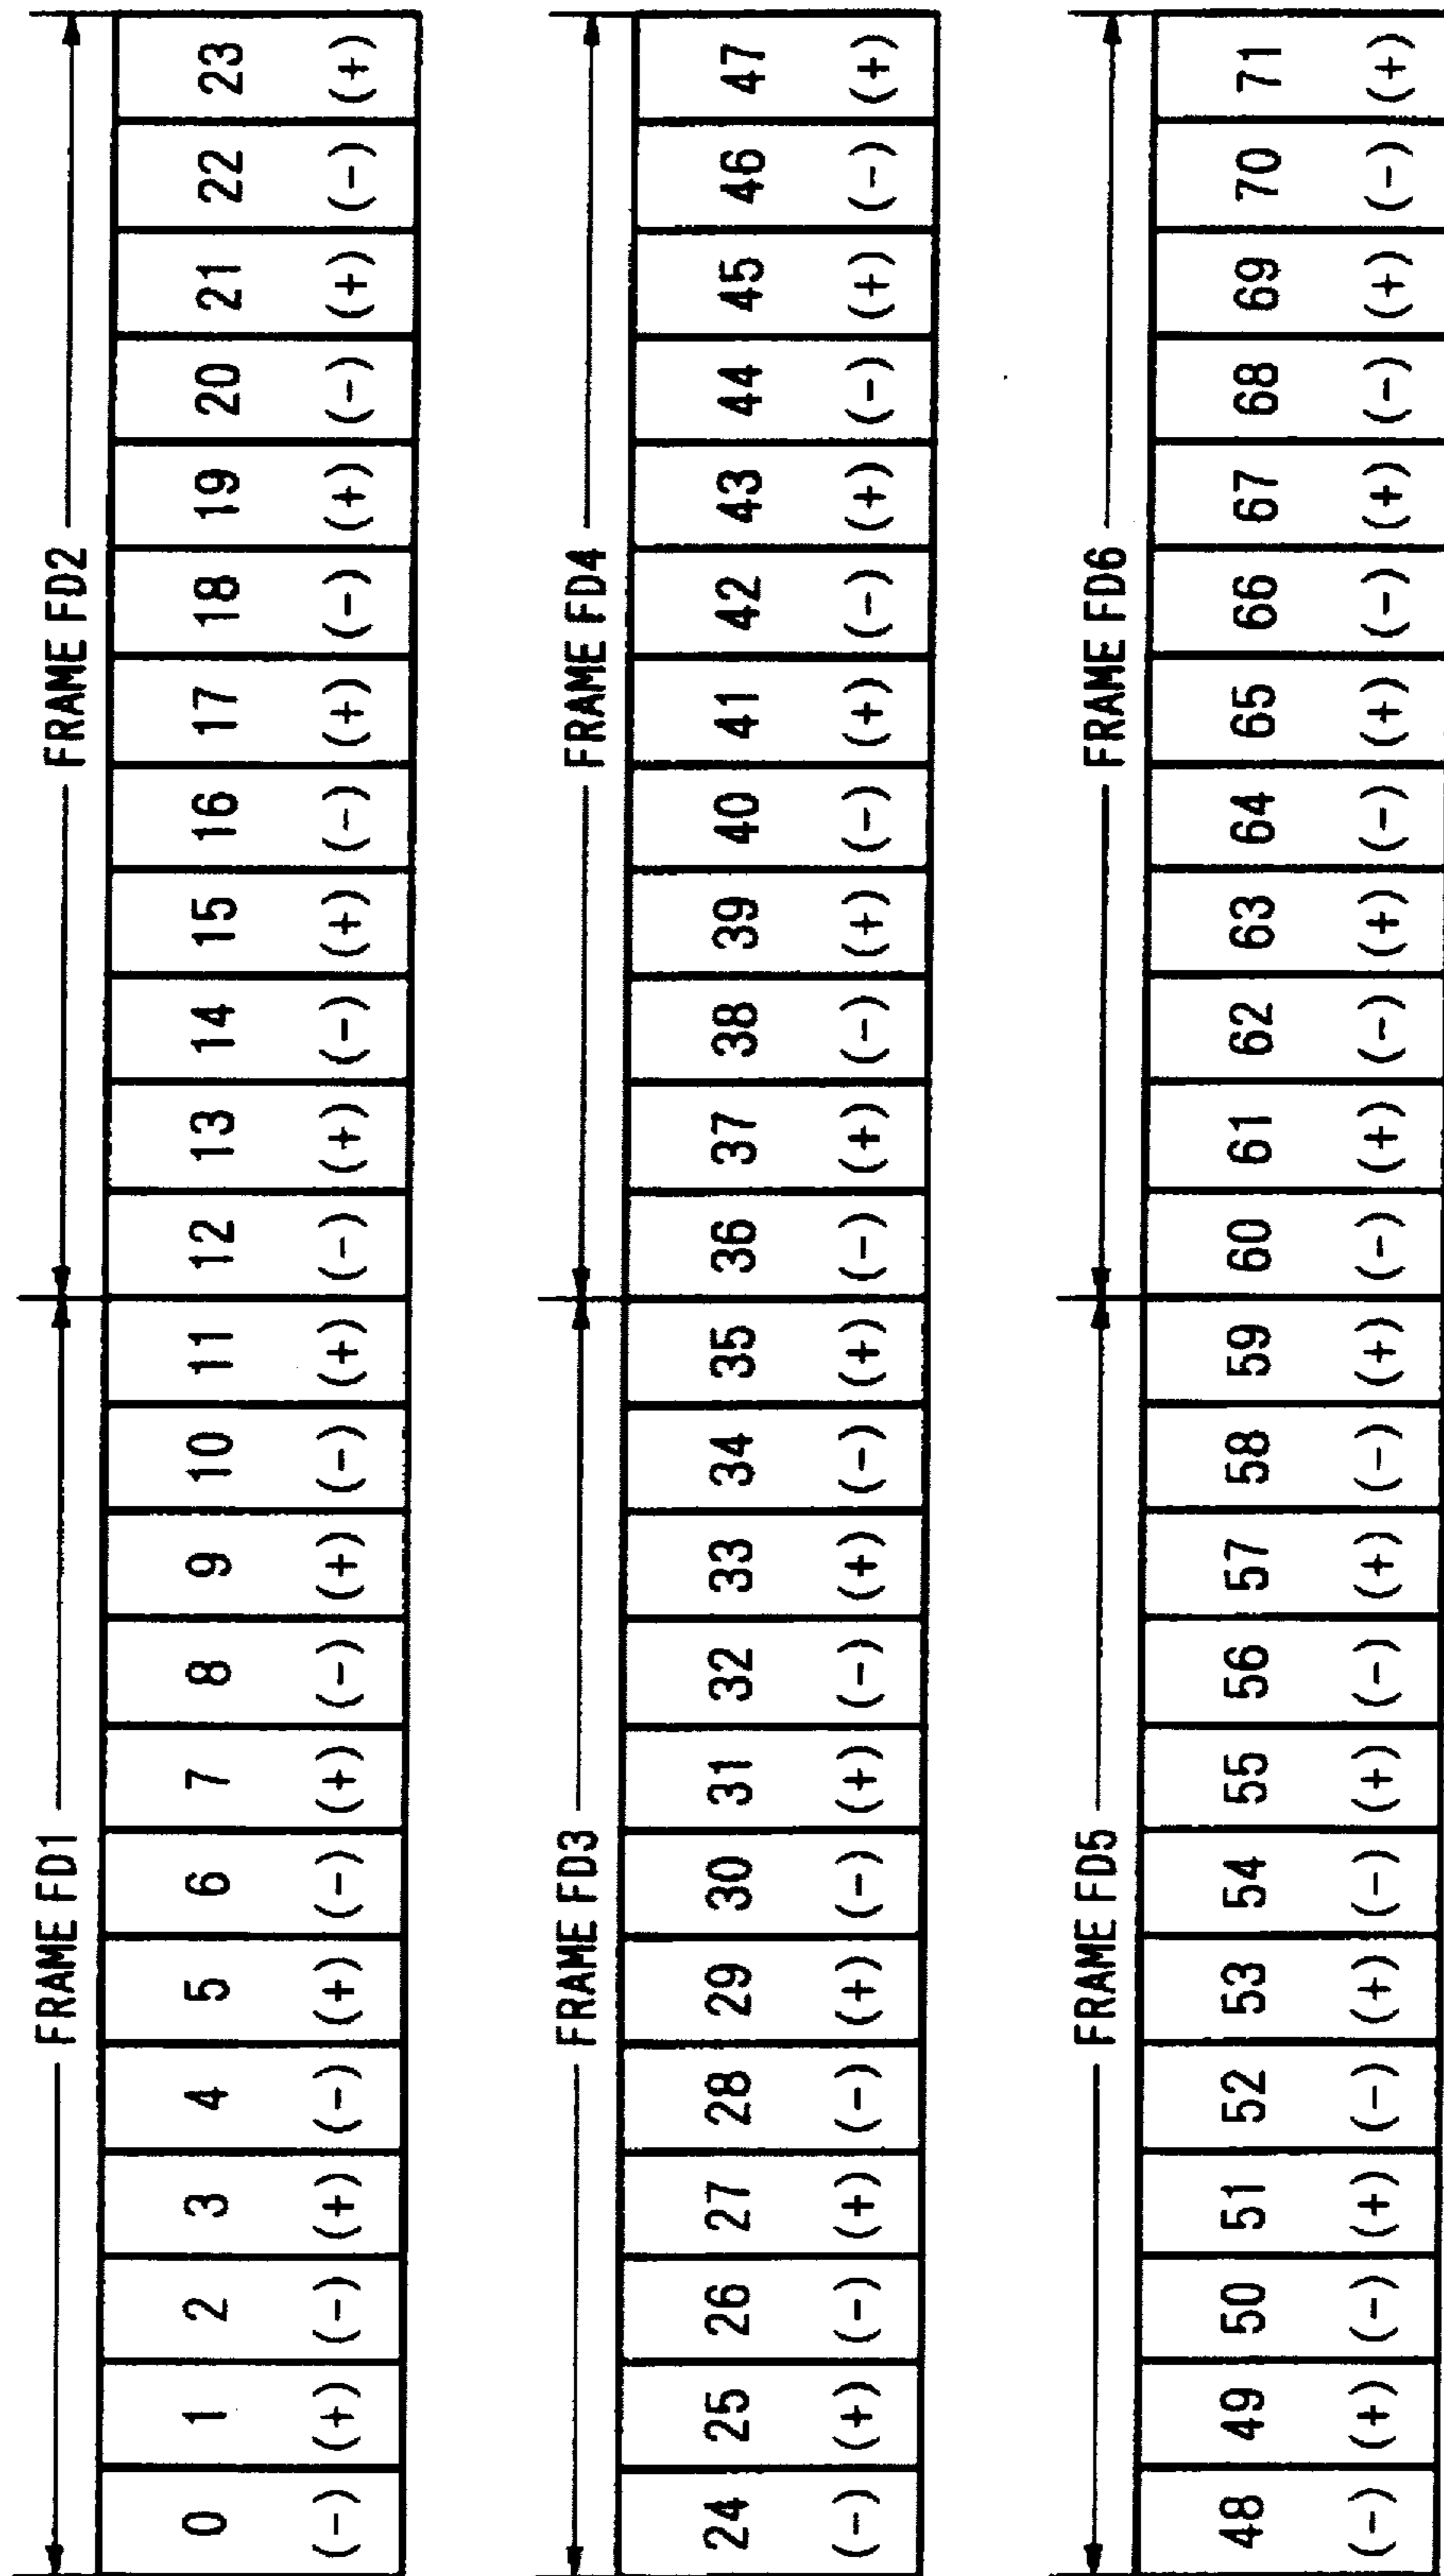 FRAME FD1 FRAME FD2
0 1 2 3 4 5 6 7 8 9 10 11 12 13 14 15 16 17 18 19 20 21 22 23
(-) (+) (-) (+) (-) (+) (-) (+) (-) (+) (-) (+) (-) (+) (-) (+) (-) (+) (-) (+) (-) (+) (-) (+)
FRAME FD3 FRAME FD4
24 25 26 27 28 29 30 31 32 33 34 35 36 37 38 39 40 41 42 43 44 45 46 47
(-) (+) (-) (+) (-) (+) (-) (+) (-) (+) (-) (+) (-) (+) (-) (+) (-) (+) (-) (+) (-) (+) (-) (+)
FRAME FD5 FRAME FD6
48 49 50 51 52 53 54 55 56 57 58 59 60 61 62 63 64 65 66 67 68 69 70 71
(-) (+) (-) (+) (-) (+) (-) (+) (-) (+) (-) (+) (-) (+) (-) (+) (-) (+) (-) (+) (-) (+) (-) (+)